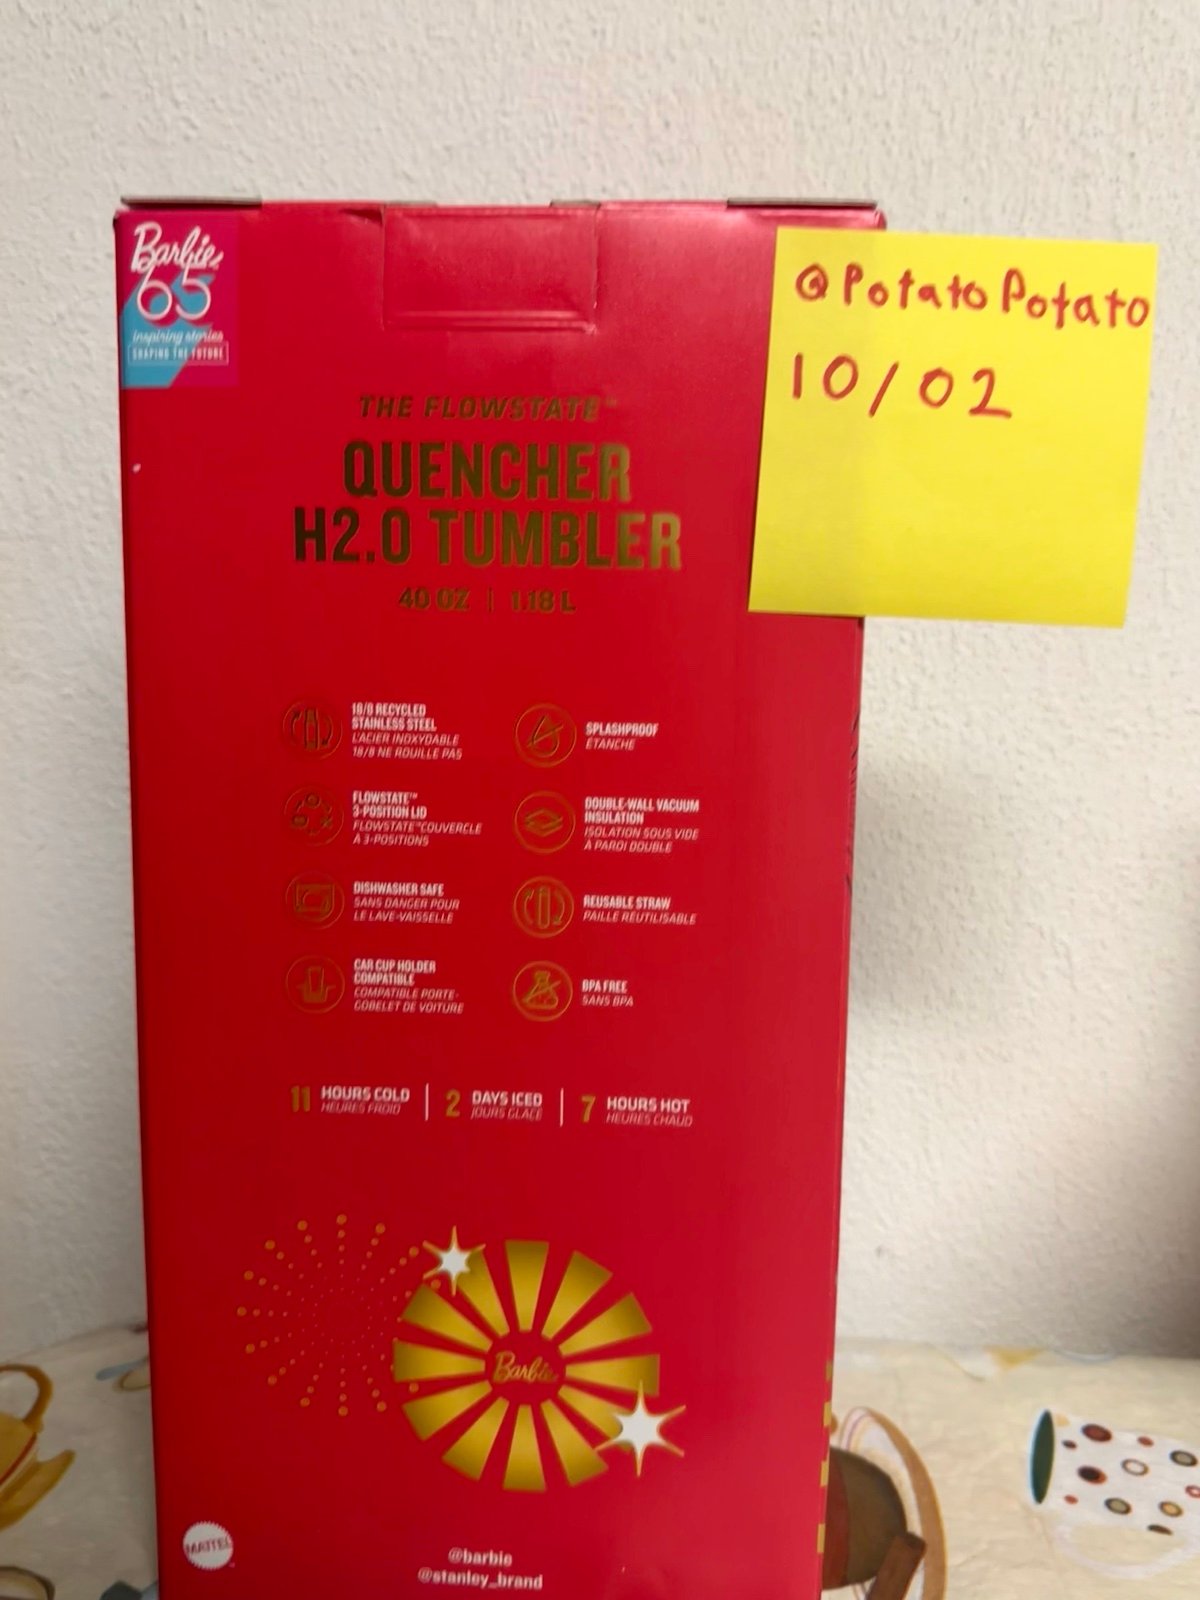 Barbie
65
inspiring stories
SHAPING THE FUTURE
@PotatoPotato
10/02
THE FLOWSTATE™
QUENCHER
H2.0 TUMBLER
40 OZ | 1.18 L
18/8 RECYCLED
STAINLESS STEEL
L'ACIER INOXYDABLE
18/8 NE ROUILLE PAS
SPLASHPROOF
ÉTANCHE
FLOWSTATE™
3-POSITION LID
FLOWSTATE™ COUVERCLE
À 3-POSITIONS
DOUBLE-WALL VACUUM
INSULATION
ISOLATION SOUS VIDE
À PAROI DOUBLE
DISHWASHER SAFE
SANS DANGER POUR
LE LAVE-VAISSELLE
REUSABLE STRAW
PAILLE RÉUTILISABLE
CAR CUP HOLDER
COMPATIBLE
COMPATIBLE PORTE-
GOBELET DE VOITURE
BPA FREE
SANS BPA
11 HOURS COLD | 2 DAYS ICED | 7 HOURS HOT
HEURES FROID JOURS GLACÉ HEURES CHAUD
Barbie
MATTEL
@barbie
@stanley_brand